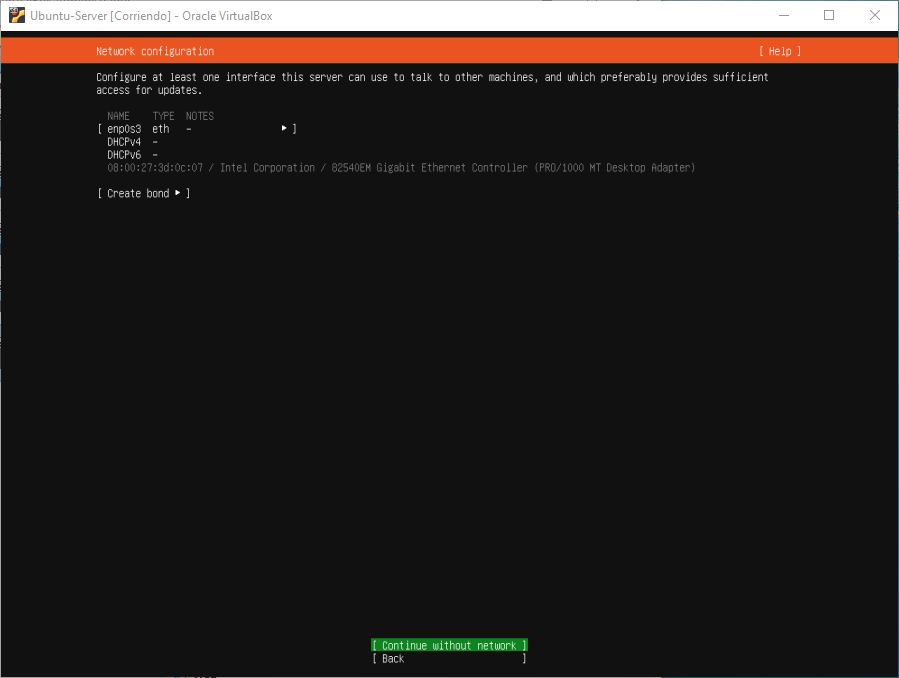 Ubuntu-Server [Corriendo] - Oracle VirtualBox
Network configuration [ Help ]
Configure at least one interface this server can use to talk to other machines, and which preferably provides sufficient
access for updates.
NAME TYPE NOTES
[ enp0s3 eth - ▸ ]
DHCPv4 -
DHCPv6 -
08:00:27:3d:0c:07 / Intel Corporation / 82540EM Gigabit Ethernet Controller (PRO/1000 MT Desktop Adapter)
[ Create bond ▸ ]
[ Continue without network ]
[ Back ]